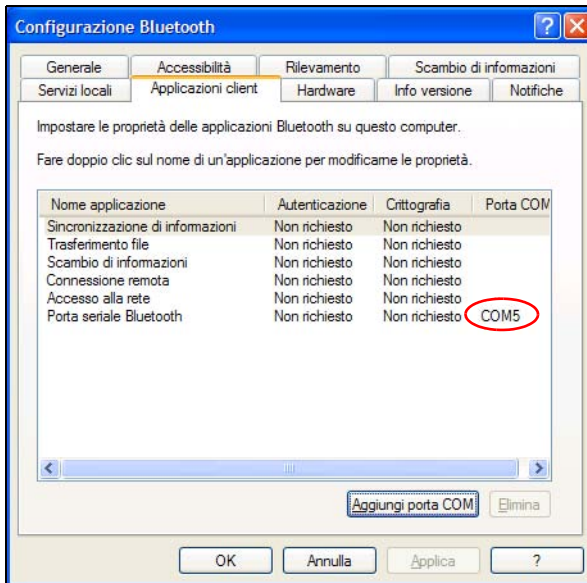 Configurazione Bluetooth
Generale Accessibilità Rilevamento Scambio di informazioni
Servizi locali Applicazioni client Hardware Info versione Notifiche
Impostare le proprietà delle applicazioni Bluetooth su questo computer.
Fare doppio clic sul nome di un'applicazione per modificarne le proprietà.
Nome applicazione Autenticazione Crittografia Porta COM
Sincronizzazione di informazioni Non richiesto Non richiesto
Trasferimento file Non richiesto Non richiesto
Scambio di informazioni Non richiesto Non richiesto
Connessione remota Non richiesto Non richiesto
Accesso alla rete Non richiesto Non richiesto
Porta seriale Bluetooth Non richiesto Non richiesto COM5
Aggiungi porta COM Elimina
OK Annulla Applica ?